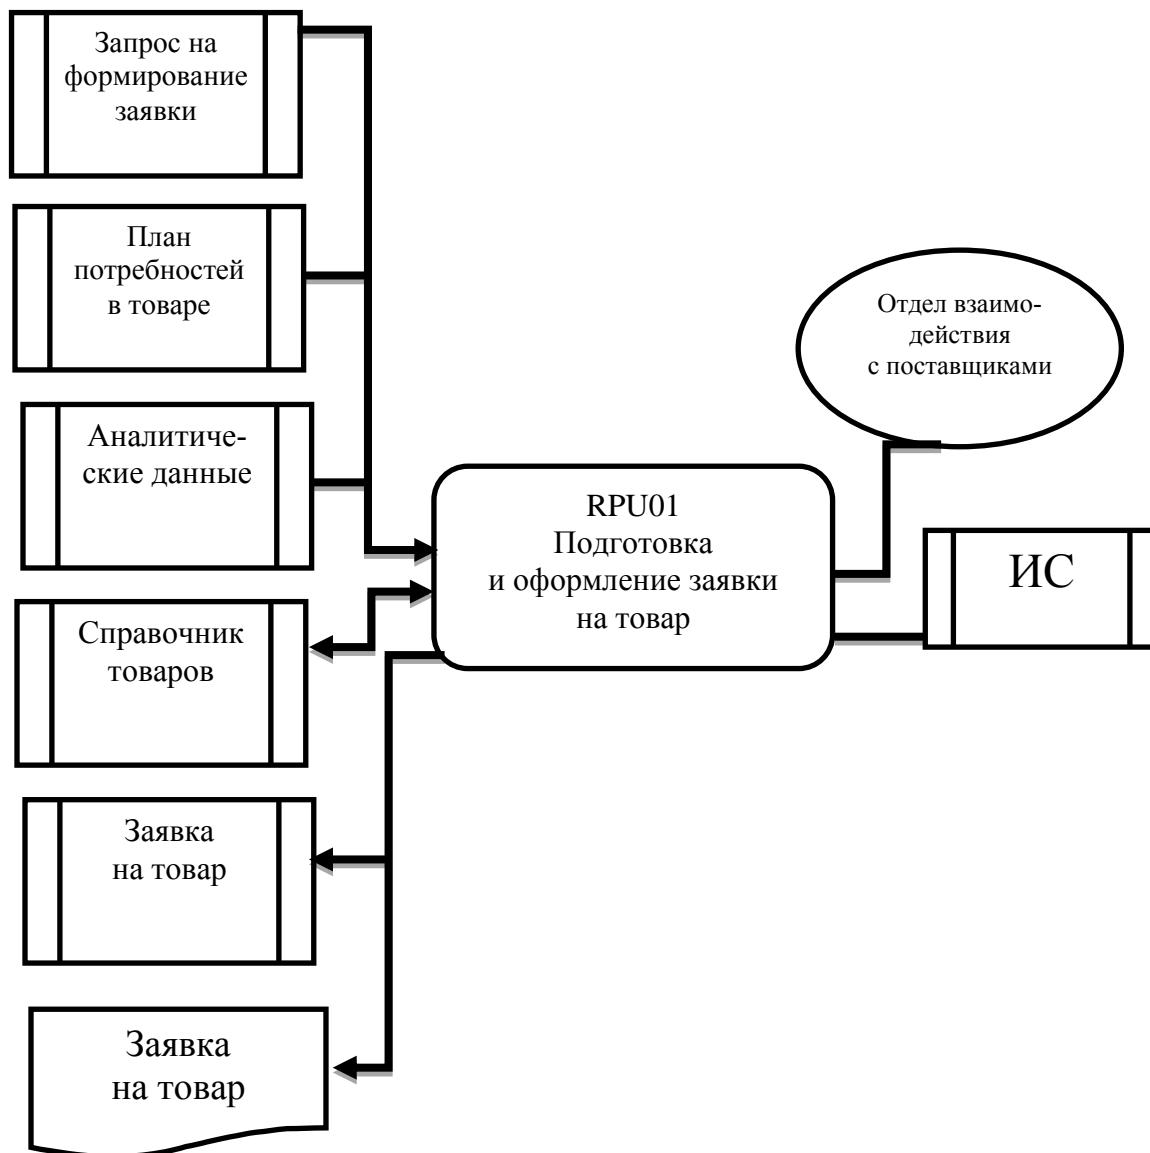 Запрос на
формирование
заявки
План
потребностей
в товаре
Аналитиче-
ские данные
Справочник
товаров
Заявка
на товар
Заявка
на товар
RPU01
Подготовка
и оформление заявки
на товар
Отдел взаимо-
действия
с поставщиками
ИС